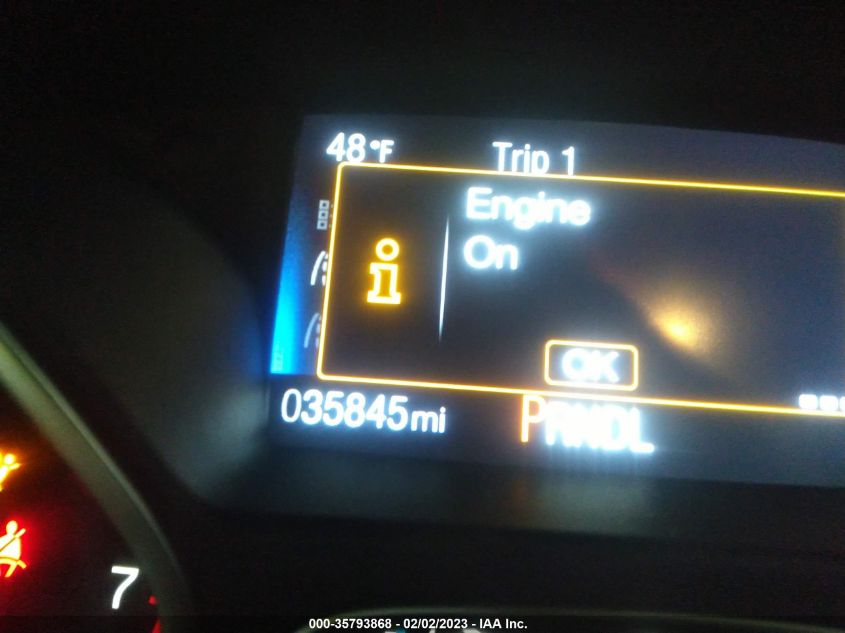 48°F Trip 1
Engine
On
OK
035845mi PRNDL
7
000-35793868 - 02/02/2023 - IAA Inc.